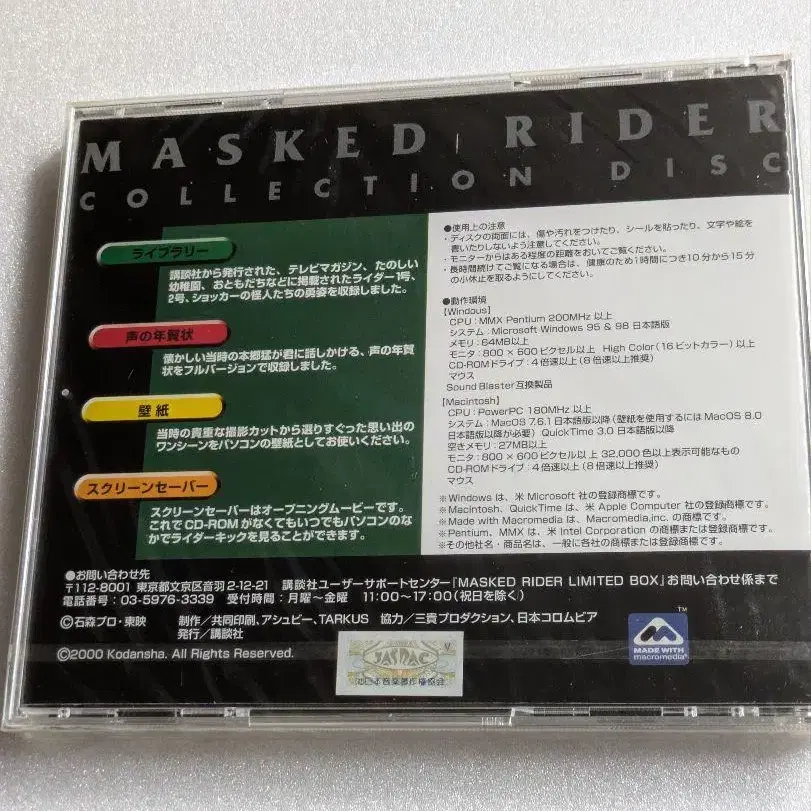 MASKED RIDER
COLLECTION DISC
ライブラリー
講談社から発行された、テレビマガジン、たのしい
幼稚園、おともだちなどに掲載されたライダー1号、
2号、ショッカーの怪人たちの勇姿を収録しました。
声の年賀状
懐かしい当時の本郷猛が君に話しかける、声の年賀
状をフルバージョンで収録しました。
壁紙
当時の貴重な撮影カットから選りすぐった思い出の
ワンシーンをパソコンの壁紙としてお使いください。
スクリーンセーバー
スクリーンセーバーはオープニングムービーです。
これでCD-ROMがなくてもいつでもパソコンのなか
でライダーキックを見ることができます。
●使用上の注意
・ディスクの両面には、傷や汚れをつけたり、シールを貼ったり、文字や絵を
書いたりしないよう注意してください。
・モニターからはある程度の距離をおいてご覧ください。
・長時間続けてご覧になる場合は、健康のため1時間につき10分から15分
の小休止を取るようにしてください。
●動作環境
【Windous】
CPU:MMX Pentium 200MHz 以上
システム:Microsoft Windows 95 & 98 日本語版
メモリ:64MB以上
モニタ:800×600ピクセル以上 High Color(16ビットカラー)以上
CD-ROMドライブ:4倍速以上(8倍速以上推奨)
マウス
Sound Blaster互換製品
【Macintosh】
CPU:PowerPC 180MHz 以上
システム:MacOS 7.6.1 日本語版以降(壁紙を使用するにはMacOS 8.0
日本語版以降が必要) QuickTime 3.0 日本語版以降
空きメモリ:27MB以上
モニタ:800×600ピクセル以上 32,000色以上表示可能なもの
CD-ROMドライブ:4倍速以上(8倍速以上推奨)
マウス
※Windows は、米 Microsoft 社の登録商標です。
※Macintosh、QuickTime は、米 Apple Computer 社の登録商標です。
※Made with Macromedia は、Macromedia,inc. の商標です。
※Pentium、MMX は、米 Intel Corporation の商標または登録商標です。
※その他社名・商品名は、一般に各社の商標または登録商標です。
●お問い合わせ先
〒112-8001 東京都文京区音羽2-12-21 講談社ユーザーサポートセンター『MASKED RIDER LIMITED BOX』お問い合わせ係まで
電話番号:03-5976-3339 受付時間:月曜〜金曜 11:00〜17:00(祝日を除く)
©石森プロ・東映 制作/共同印刷、アシュビー、TARKUS 協力/三貴プロダクション、日本コロムビア
発行/講談社
©2000 Kodansha. All Rights Reserved.
JASRAC
日本音楽著作権協会
TM
MADE WITH
macromedia